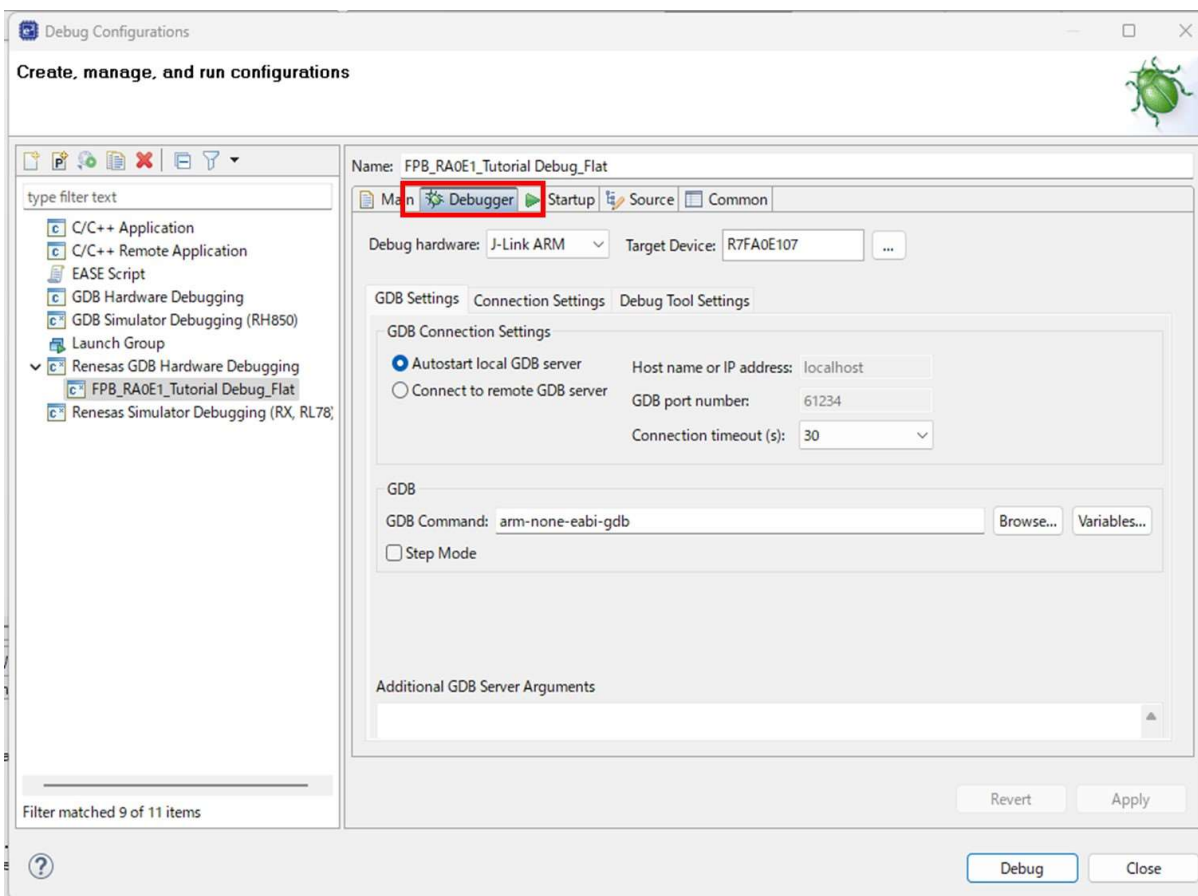 Debug Configurations
Create, manage, and run configurations
type filter text
C/C++ Application
C/C++ Remote Application
EASE Script
GDB Hardware Debugging
GDB Simulator Debugging (RH850)
Launch Group
Renesas GDB Hardware Debugging
FPB_RA0E1_Tutorial Debug_Flat
Renesas Simulator Debugging (RX, RL78)
Filter matched 9 of 11 items
Name: FPB_RA0E1_Tutorial Debug_Flat
Main Debugger Startup Source Common
Debug hardware: J-Link ARM Target Device: R7FA0E107 ...
GDB Settings Connection Settings Debug Tool Settings
GDB Connection Settings
Autostart local GDB server
Connect to remote GDB server
Host name or IP address: localhost
GDB port number: 61234
Connection timeout (s): 30
GDB
GDB Command: arm-none-eabi-gdb Browse... Variables...
Step Mode
Additional GDB Server Arguments
Revert Apply
Debug Close